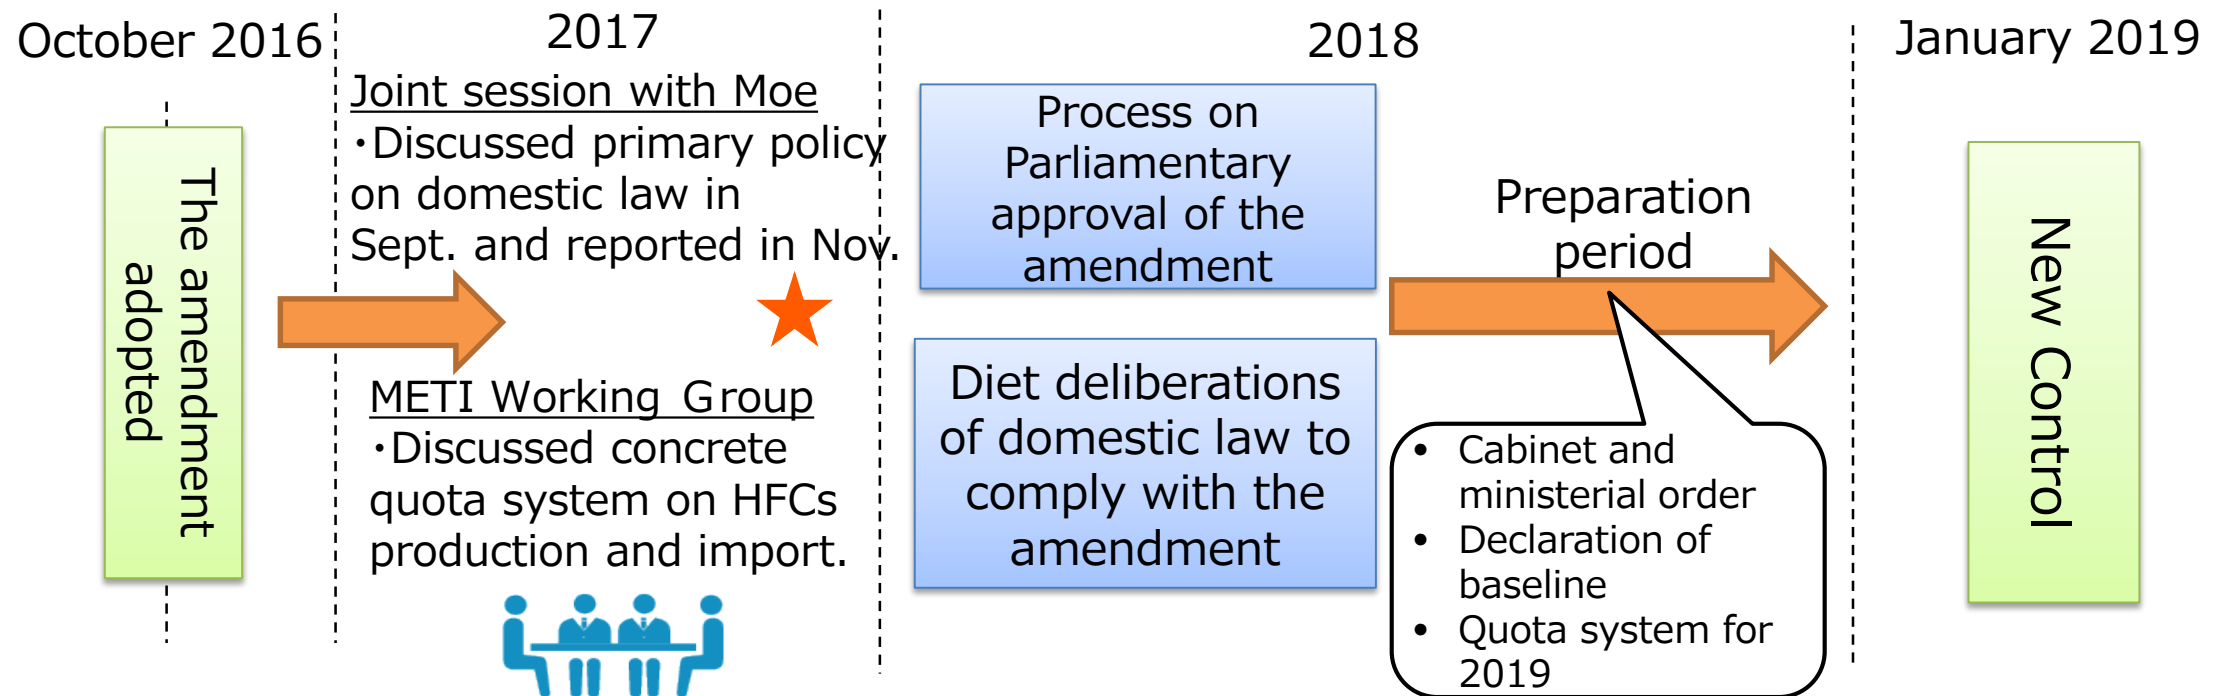 October 2016
The amendment
adopted
2017
Joint session with Moe
・Discussed primary policy
on domestic law in
Sept. and reported in Nov.
METI Working Group
・Discussed concrete
quota system on HFCs
production and import.
2018
Process on
Parliamentary
approval of the
amendment
Diet deliberations
of domestic law to
comply with the
amendment
Preparation
period
• Cabinet and
ministerial order
• Declaration of
baseline
• Quota system for
2019
January 2019
New Control